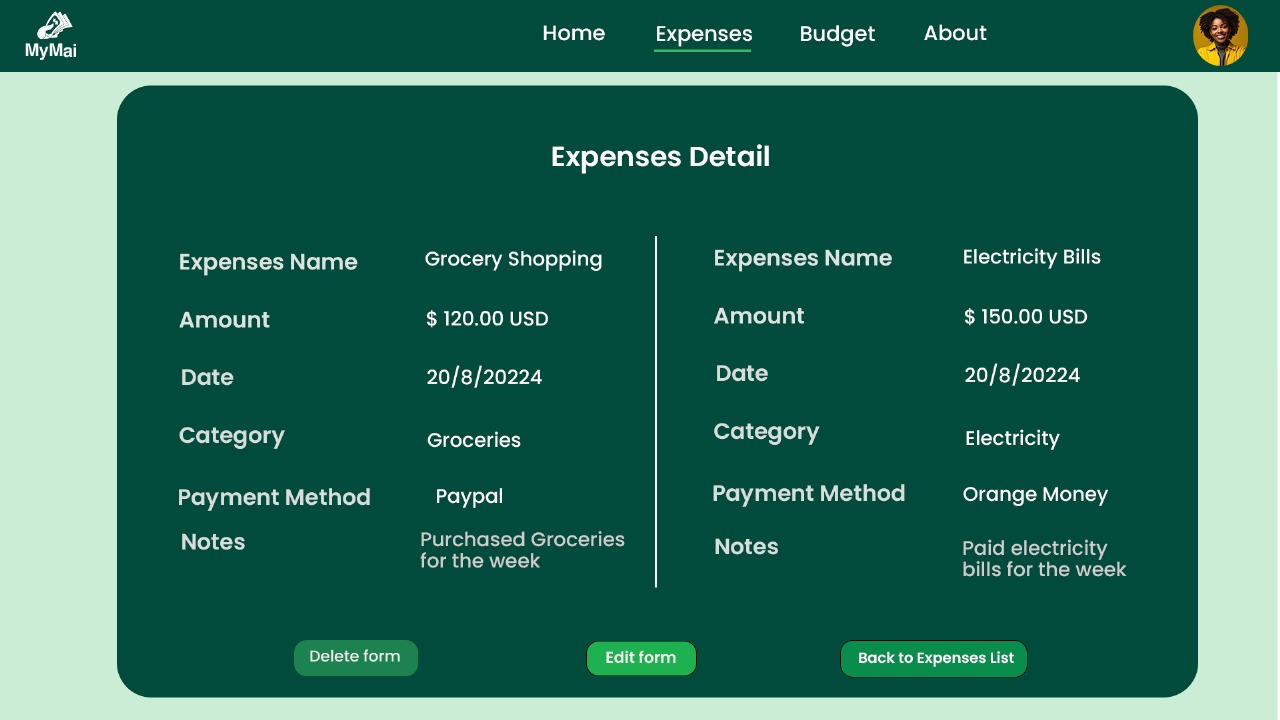 MyMai
Home
Expenses
Budget
About
Expenses Detail
Expenses Name
Grocery Shopping
Amount
$ 120.00 USD
Date
20/8/20224
Category
Groceries
Payment Method
Paypal
Notes
Purchased Groceries
for the week
Expenses Name
Electricity Bills
Amount
$ 150.00 USD
Date
20/8/20224
Category
Electricity
Payment Method
Orange Money
Notes
Paid electricity
bills for the week
Delete form
Edit form
Back to Expenses List